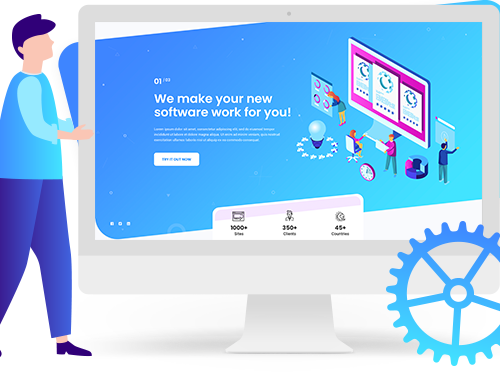 01 / 02
We make your new
software work for you!
Lorem ipsum dolor sit amet, consectetur adipiscing elit, sed do eiusmod tempor
incididunt ut labore et dolore magna aliqua. Ut enim ad minim veniam, quis nostrud
exercitation ullamco laboris nisi ut aliquip ex ea commodo consequat.
TRY IT OUT NOW
1000+ 350+ 45+
Sites Clients Countries